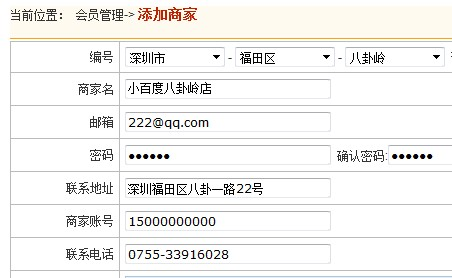 当前位置： 会员管理-> 添加商家
编号 深圳市 - 福田区 - 八卦岭
商家名 小百度八卦岭店
邮箱 222@qq.com
密码 ●●●●●● 确认密码: ●●●●●●
联系地址 深圳福田区八卦一路22号
商家账号 15000000000
联系电话 0755-33916028